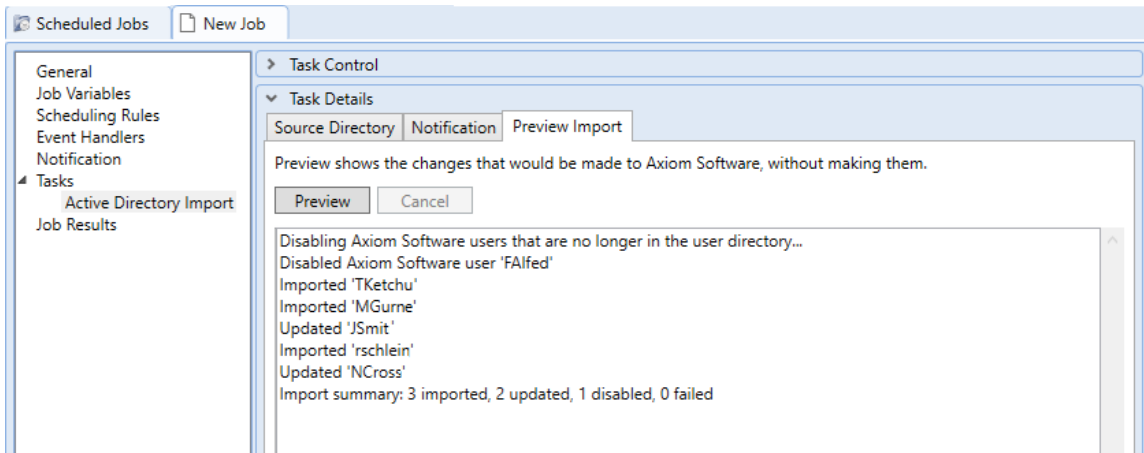 Scheduled Jobs
New Job
General
Job Variables
Scheduling Rules
Event Handlers
Notification
Tasks
Active Directory Import
Job Results
Task Control
Task Details
Source Directory
Notification
Preview Import
Preview shows the changes that would be made to Axiom Software, without making them.
Preview
Cancel
Disabling Axiom Software users that are no longer in the user directory...
Disabled Axiom Software user 'FAlfed'
Imported 'TKetchu'
Imported 'MGurne'
Updated 'JSmit'
Imported 'rschlein'
Updated 'NCross'
Import summary: 3 imported, 2 updated, 1 disabled, 0 failed